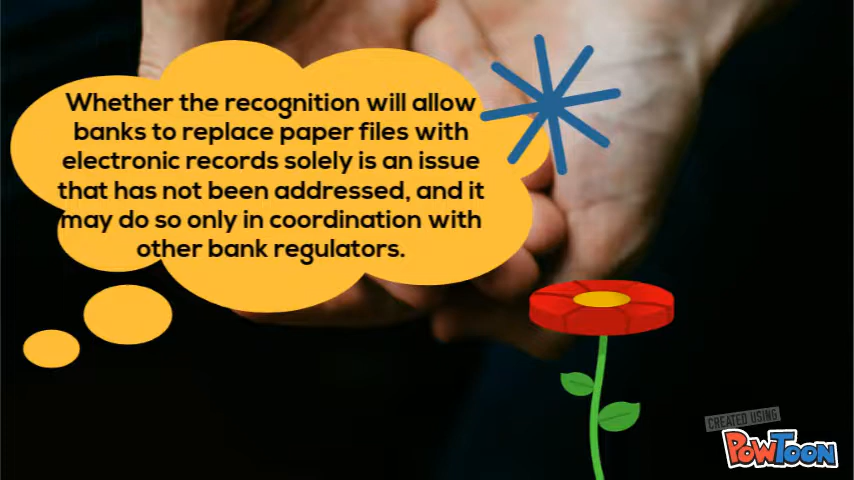 Whether the recognition will allow
banks to replace paper files with
electronic records solely is an issue
that has not been addressed, and it
may do so only in coordination with
other bank regulators.
CREATED USING
POWTOON